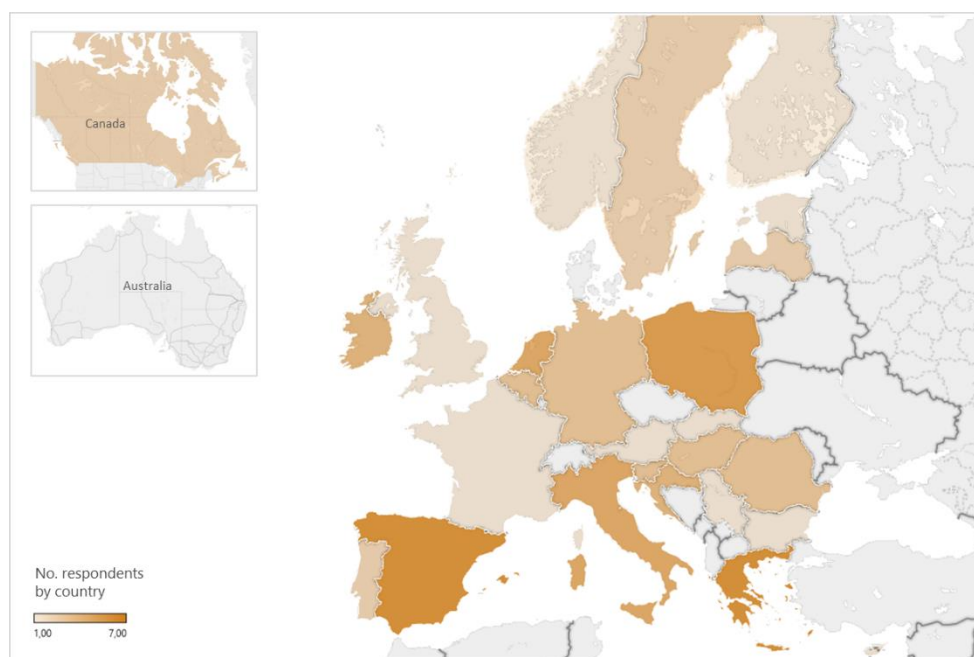 Canada
Australia
No. respondents
by country
1,00 7,00